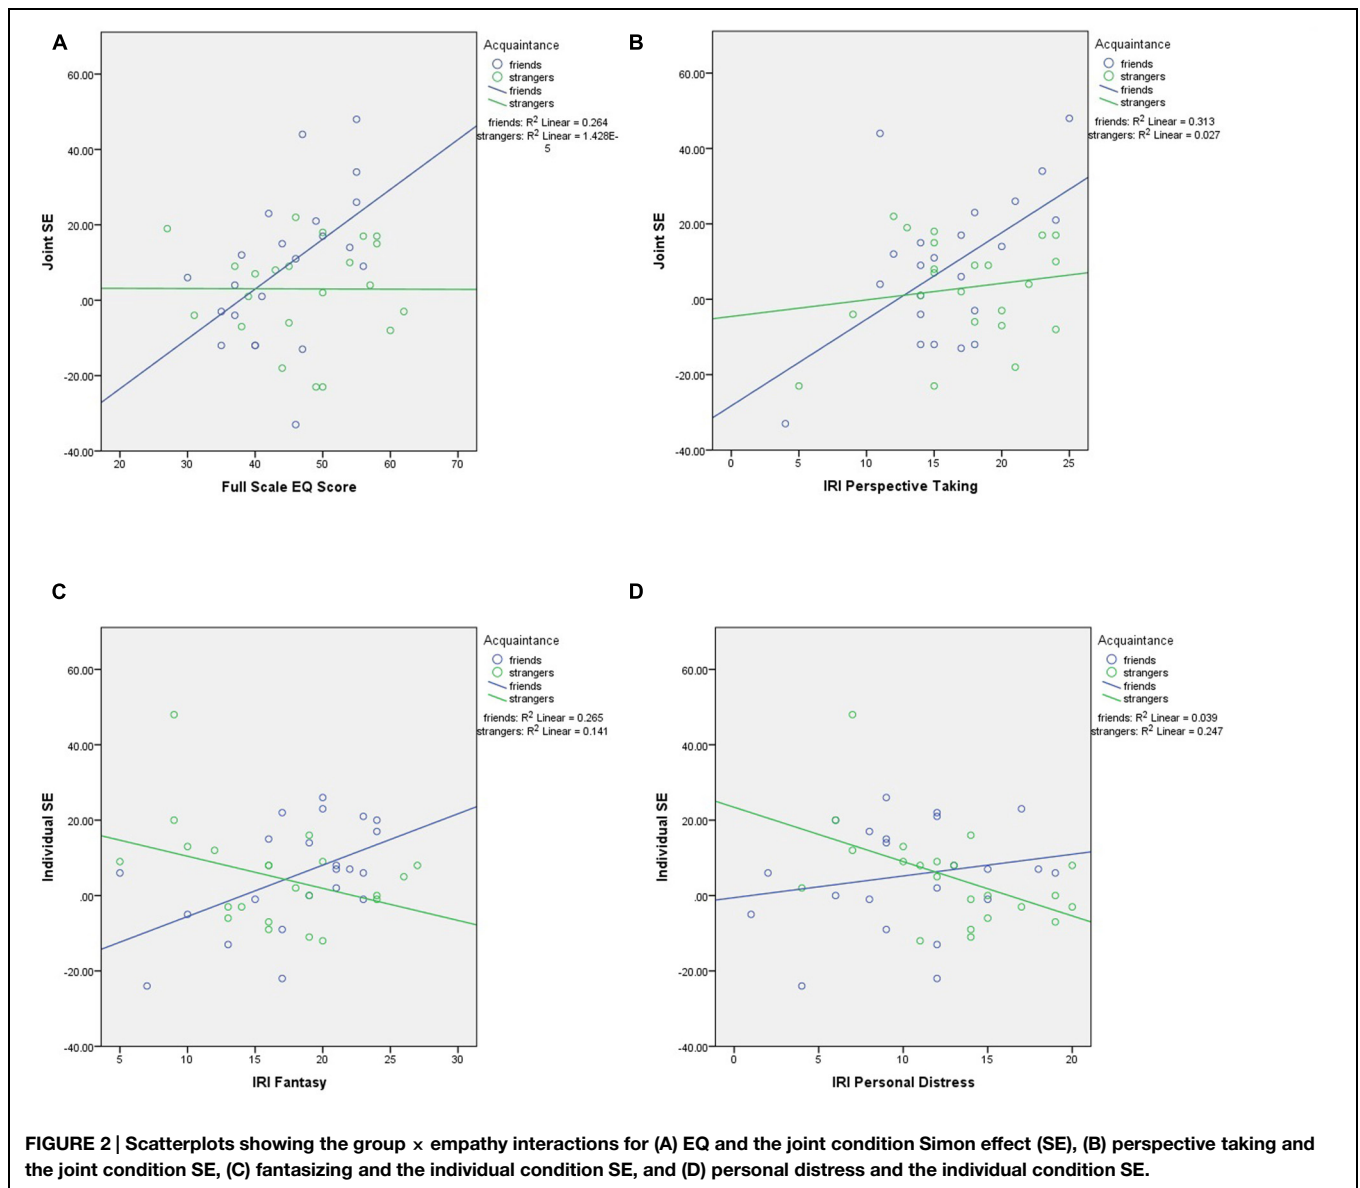 A
Acquaintance
friends
strangers
friends
strangers
friends: R2 Linear = 0.264
strangers: R2 Linear = 1.428E-
5
60.00
40.00
20.00
.00
-20.00
-40.00
Joint SE
20 30 40 50 60 70
Full Scale EQ Score
B
Acquaintance
friends
strangers
friends
strangers
friends: R2 Linear = 0.313
strangers: R2 Linear = 0.027
60.00
40.00
20.00
.00
-20.00
-40.00
Joint SE
0 5 10 15 20 25
IRI Perspective Taking
C
Acquaintance
friends
strangers
friends
strangers
friends: R2 Linear = 0.265
strangers: R2 Linear = 0.141
60.00
40.00
20.00
.00
-20.00
-40.00
Individual SE
5 10 15 20 25 30
IRI Fantasy
D
Acquaintance
friends
strangers
friends
strangers
friends: R2 Linear = 0.039
strangers: R2 Linear = 0.247
60.00
40.00
20.00
.00
-20.00
-40.00
Individual SE
0 5 10 15 20
IRI Personal Distress
FIGURE 2 | Scatterplots showing the group × empathy interactions for (A) EQ and the joint condition Simon effect (SE), (B) perspective taking and
the joint condition SE, (C) fantasizing and the individual condition SE, and (D) personal distress and the individual condition SE.